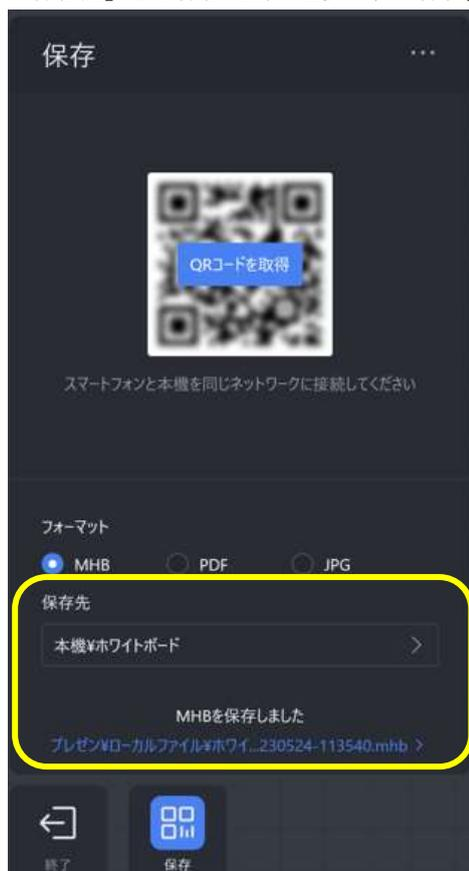 保存
QRコードを取得
スマートフォンと本機を同じネットワークに接続してください
フォーマット
MHB PDF JPG
保存先
本機¥ホワイトボード
MHBを保存しました
プレゼン¥ローカルファイル¥ホワイ...230524-113540.mhb >
終了 保存